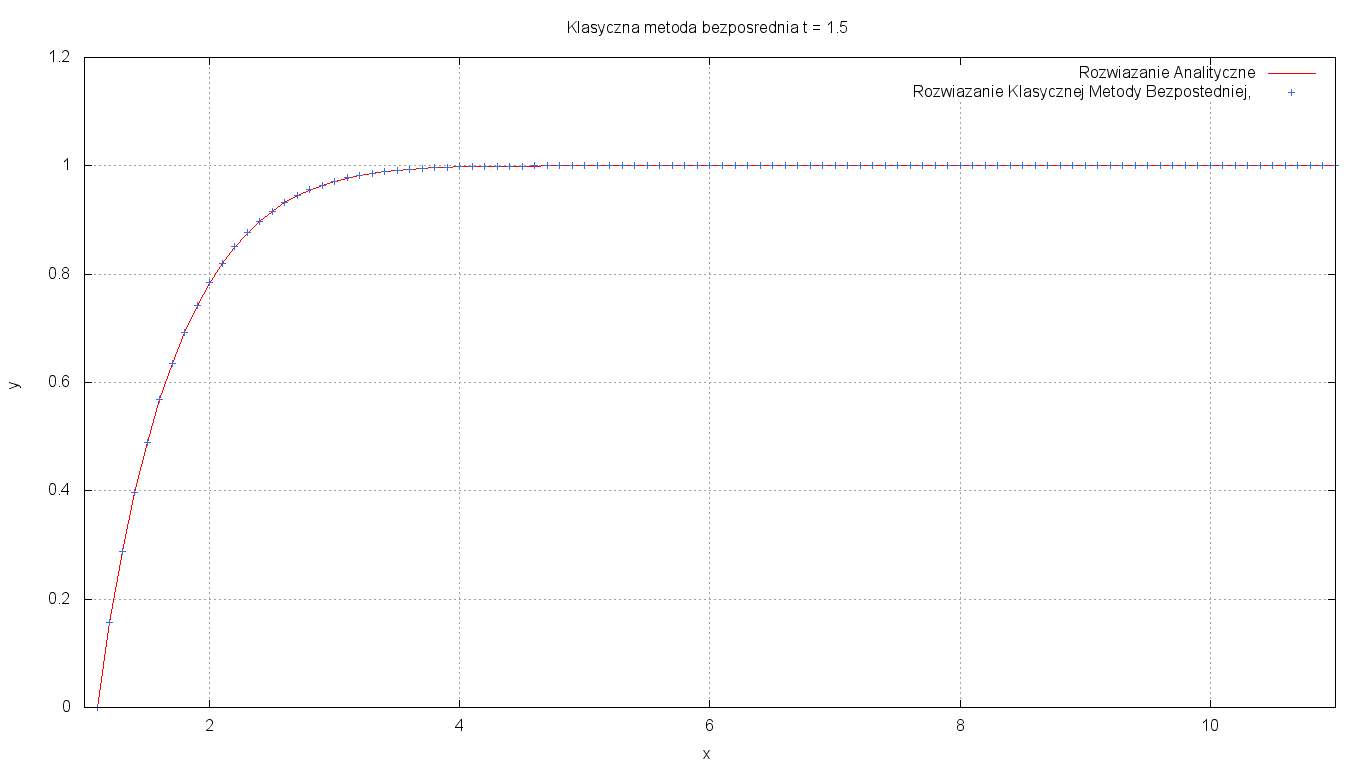 Klasyczna metoda bezposrednia t = 1.5
Rozwiazanie Analityczne
Rozwiazanie Klasycznej Metody Bezpostedniej,
1.2
1
0.8
0.6
0.4
0.2
0
y
2 4 6 8 10
x